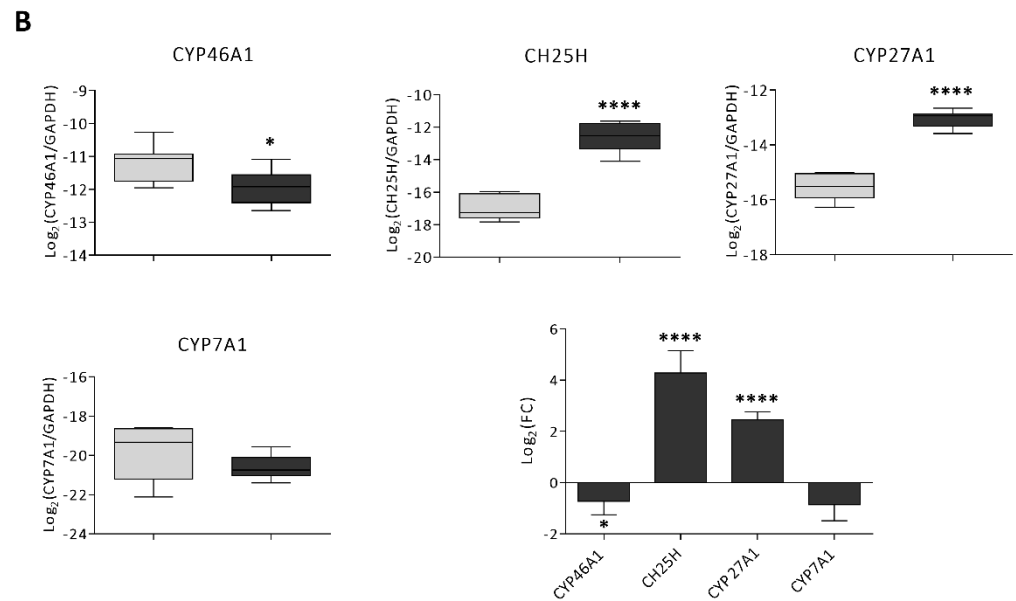 B
CYP46A1
Log₂(CYP46A1/GAPDH)
-9
-10
-11
-12
-13
-14
*
CH25H
Log₂(CH25H/GAPDH)
-10
-12
-14
-16
-18
-20
****
CYP27A1
Log₂(CYP27A1/GAPDH)
-12
-14
-16
-18
****
CYP7A1
Log₂(CYP7A1/GAPDH)
-16
-18
-20
-22
-24
Log₂(FC)
6
4
2
0
-2
****
****
*
CYP46A1
CH25H
CYP27A1
CYP7A1